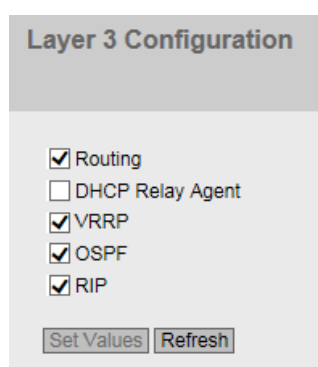 Layer 3 Configuration
Routing
DHCP Relay Agent
VRRP
OSPF
RIP
Set Values Refresh